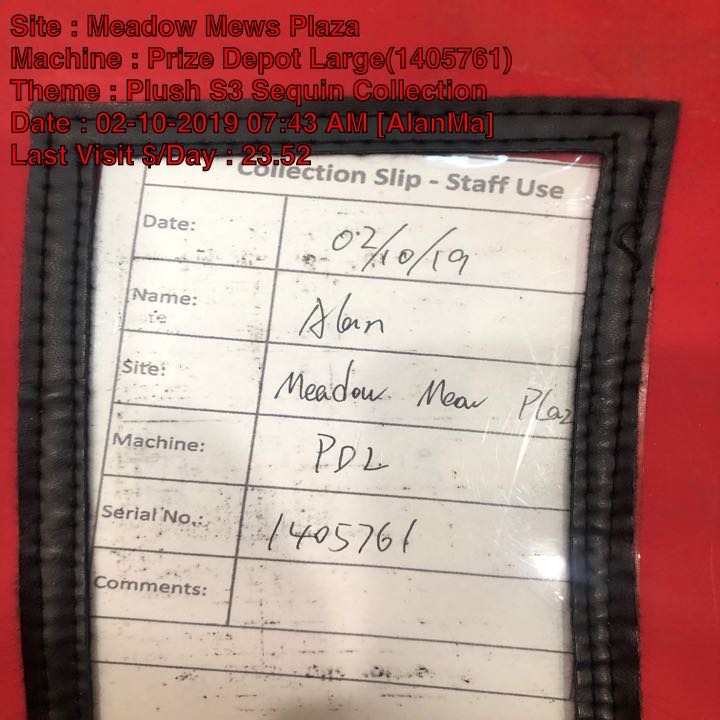 Site : Meadow Mews Plaza
Machine : Prize Depot Large(1405761)
Theme : Plush S3 Sequin Collection
Date : 02-10-2019 07:43 AM [AlanMa]
Last Visit $/Day : 23.52
Collection Slip - Staff Use
Date: 02/10/19
Name: Alan
Site: Meadow Mew Plaz
Machine: PDL
Serial No.: 1405761
Comments: